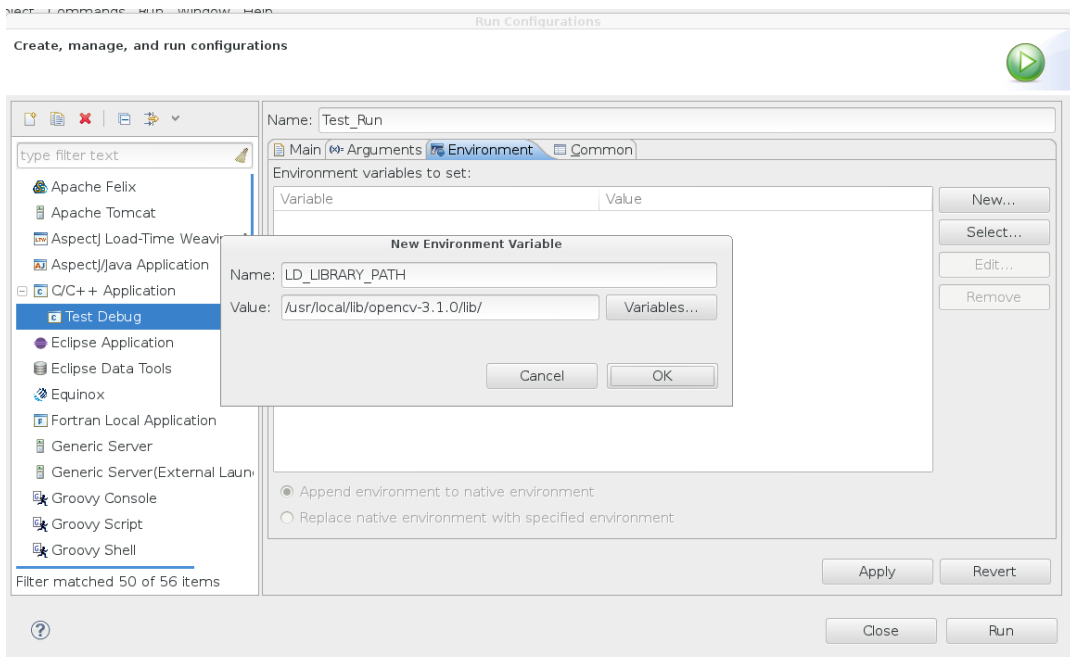 Run Configurations
Create, manage, and run configurations
Name: Test_Run
type filter text
Main Arguments Environment Common
Environment variables to set:
Variable Value
New...
Select...
Edit...
Remove
Apache Felix
Apache Tomcat
AspectJ Load-Time
AspectJ/Java Application
C/C++ Application
Test Debug
Eclipse Application
Eclipse Data Tools
Equinox
Fortran Local Application
Generic Server
Generic Server(External
Groovy Console
Groovy Script
Groovy Shell
Filter matched 50 of 56 items
New Environment Variable
Name: LD_LIBRARY_PATH
Value: /usr/local/lib/opencv-3.1.0/lib/ Variables...
Cancel OK
Append environment to native environment
Replace native environment with specified environment
Apply Revert
Close Run